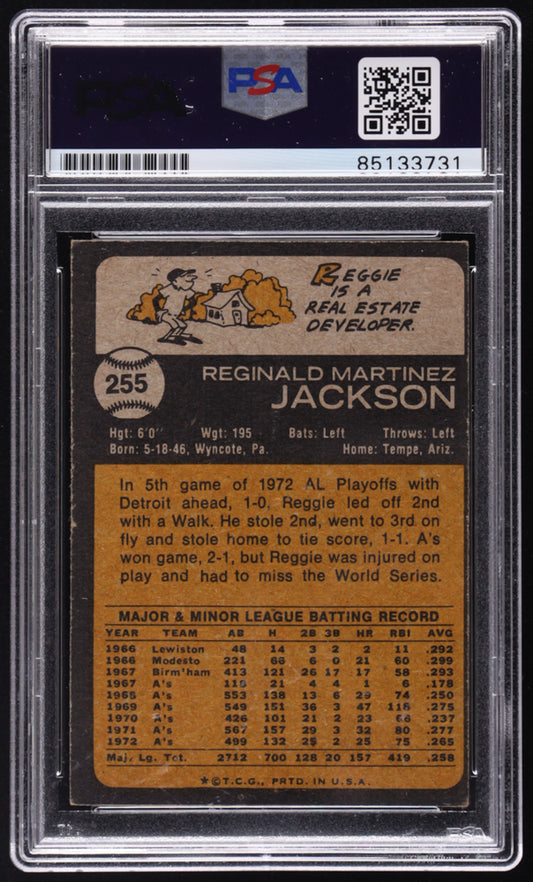 PSA
PSA
85133731
REGGIE
IS A
REAL ESTATE
DEVELOPER.
255
REGINALD MARTINEZ
JACKSON
Hgt: 6'0" Wgt: 195 Bats: Left Throws: Left
Born: 5-18-46, Wyncote, Pa. Home: Tempe, Ariz.
In 5th game of 1972 AL Playoffs with
Detroit ahead, 1-0, Reggie led off 2nd
with a Walk. He stole 2nd, went to 3rd on
fly and stole home to tie score, 1-1. A's
won game, 2-1, but Reggie was injured on
play and had to miss the World Series.
MAJOR & MINOR LEAGUE BATTING RECORD
YEAR TEAM AB H 2B 3B HR RBI AVG
1966 Lewiston 48 14 3 2 2 11 .292
1966 Modesto 221 66 6 0 21 60 .299
1967 Birm'ham 413 121 26 17 17 58 .293
1967 A's 118 21 4 4 1 6 .178
1968 A's 553 138 13 6 29 74 .250
1969 A's 549 151 36 3 47 118 .275
1970 A's 426 101 21 2 23 66 .237
1971 A's 567 157 29 3 32 80 .277
1972 A's 499 132 25 2 25 75 .265
Maj. Lg. Tot. 2712 700 128 20 157 419 .258
*©T.C.G., PRTD. IN U.S.A.
PSA